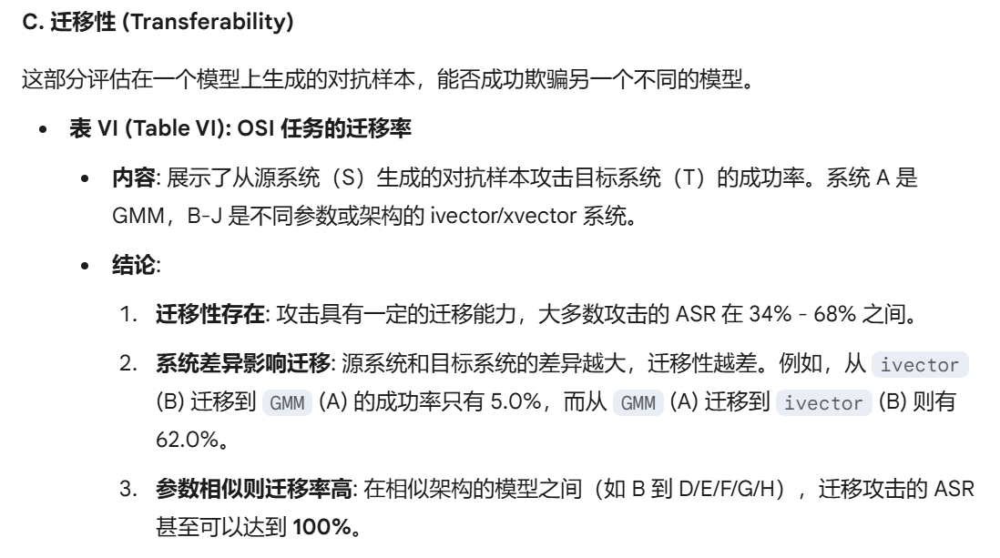 C. 迁移性 (Transferability)
这部分评估在一个模型上生成的对抗样本，能否成功欺骗另一个不同的模型。
• 表 VI (Table VI): OSI 任务的迁移率
• 内容: 展示了从源系统（S）生成的对抗样本攻击目标系统（T）的成功率。系统 A 是
GMM，B-J 是不同参数或架构的 ivector/xvector 系统。
• 结论:
1. 迁移性存在: 攻击具有一定的迁移能力，大多数攻击的 ASR 在 34% - 68% 之间。
2. 系统差异影响迁移: 源系统和目标系统的差异越大，迁移性越差。例如，从 ivector
(B) 迁移到 GMM (A) 的成功率只有 5.0%，而从 GMM (A) 迁移到 ivector (B) 则有
62.0%。
3. 参数相似则迁移率高: 在相似架构的模型之间（如 B 到 D/E/F/G/H），迁移攻击的 ASR
甚至可以达到 100%。